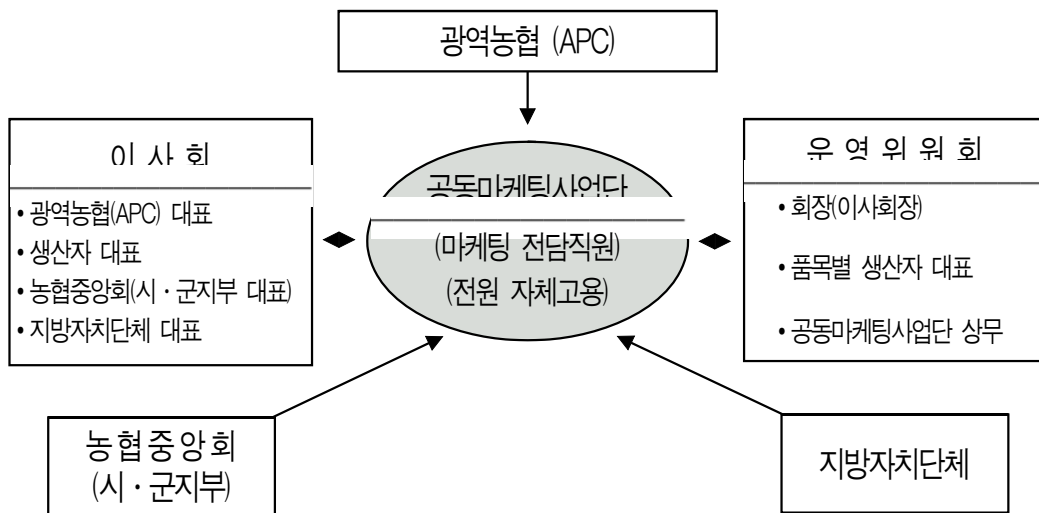 광역농협 (APC)
이 사 회
• 광역농협(APC) 대표
• 생산자 대표
• 농협중앙회(시·군지부 대표)
• 지방자치단체 대표
공동마케팅사업단
(마케팅 전담직원)
(전원 자체고용)
운 영 위 원 회
• 회장(이사회장)
• 품목별 생산자 대표
• 공동마케팅사업단 상무
농협중앙회
(시·군지부)
지방자치단체